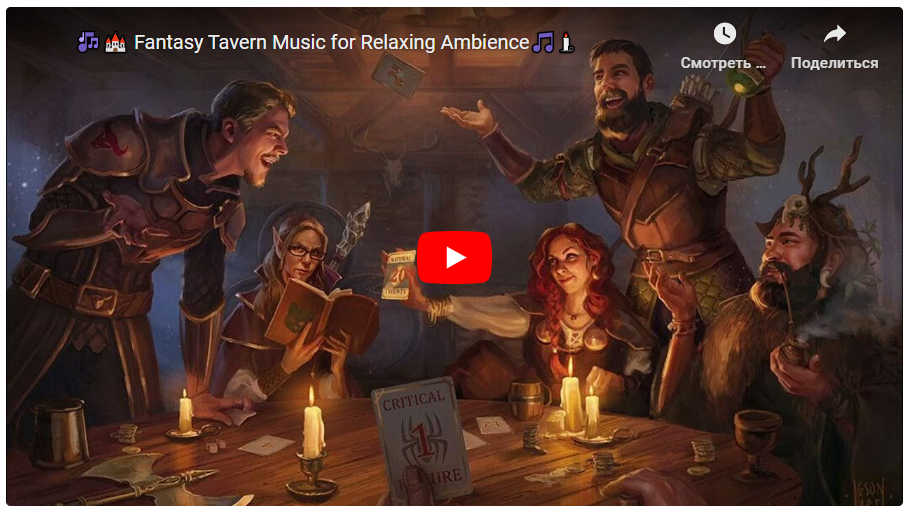 🎶🏰 Fantasy Tavern Music for Relaxing Ambience🎵🕯️
Смотреть ...
Поделиться
NATURAL
20
TWENTY
CRITICAL
1